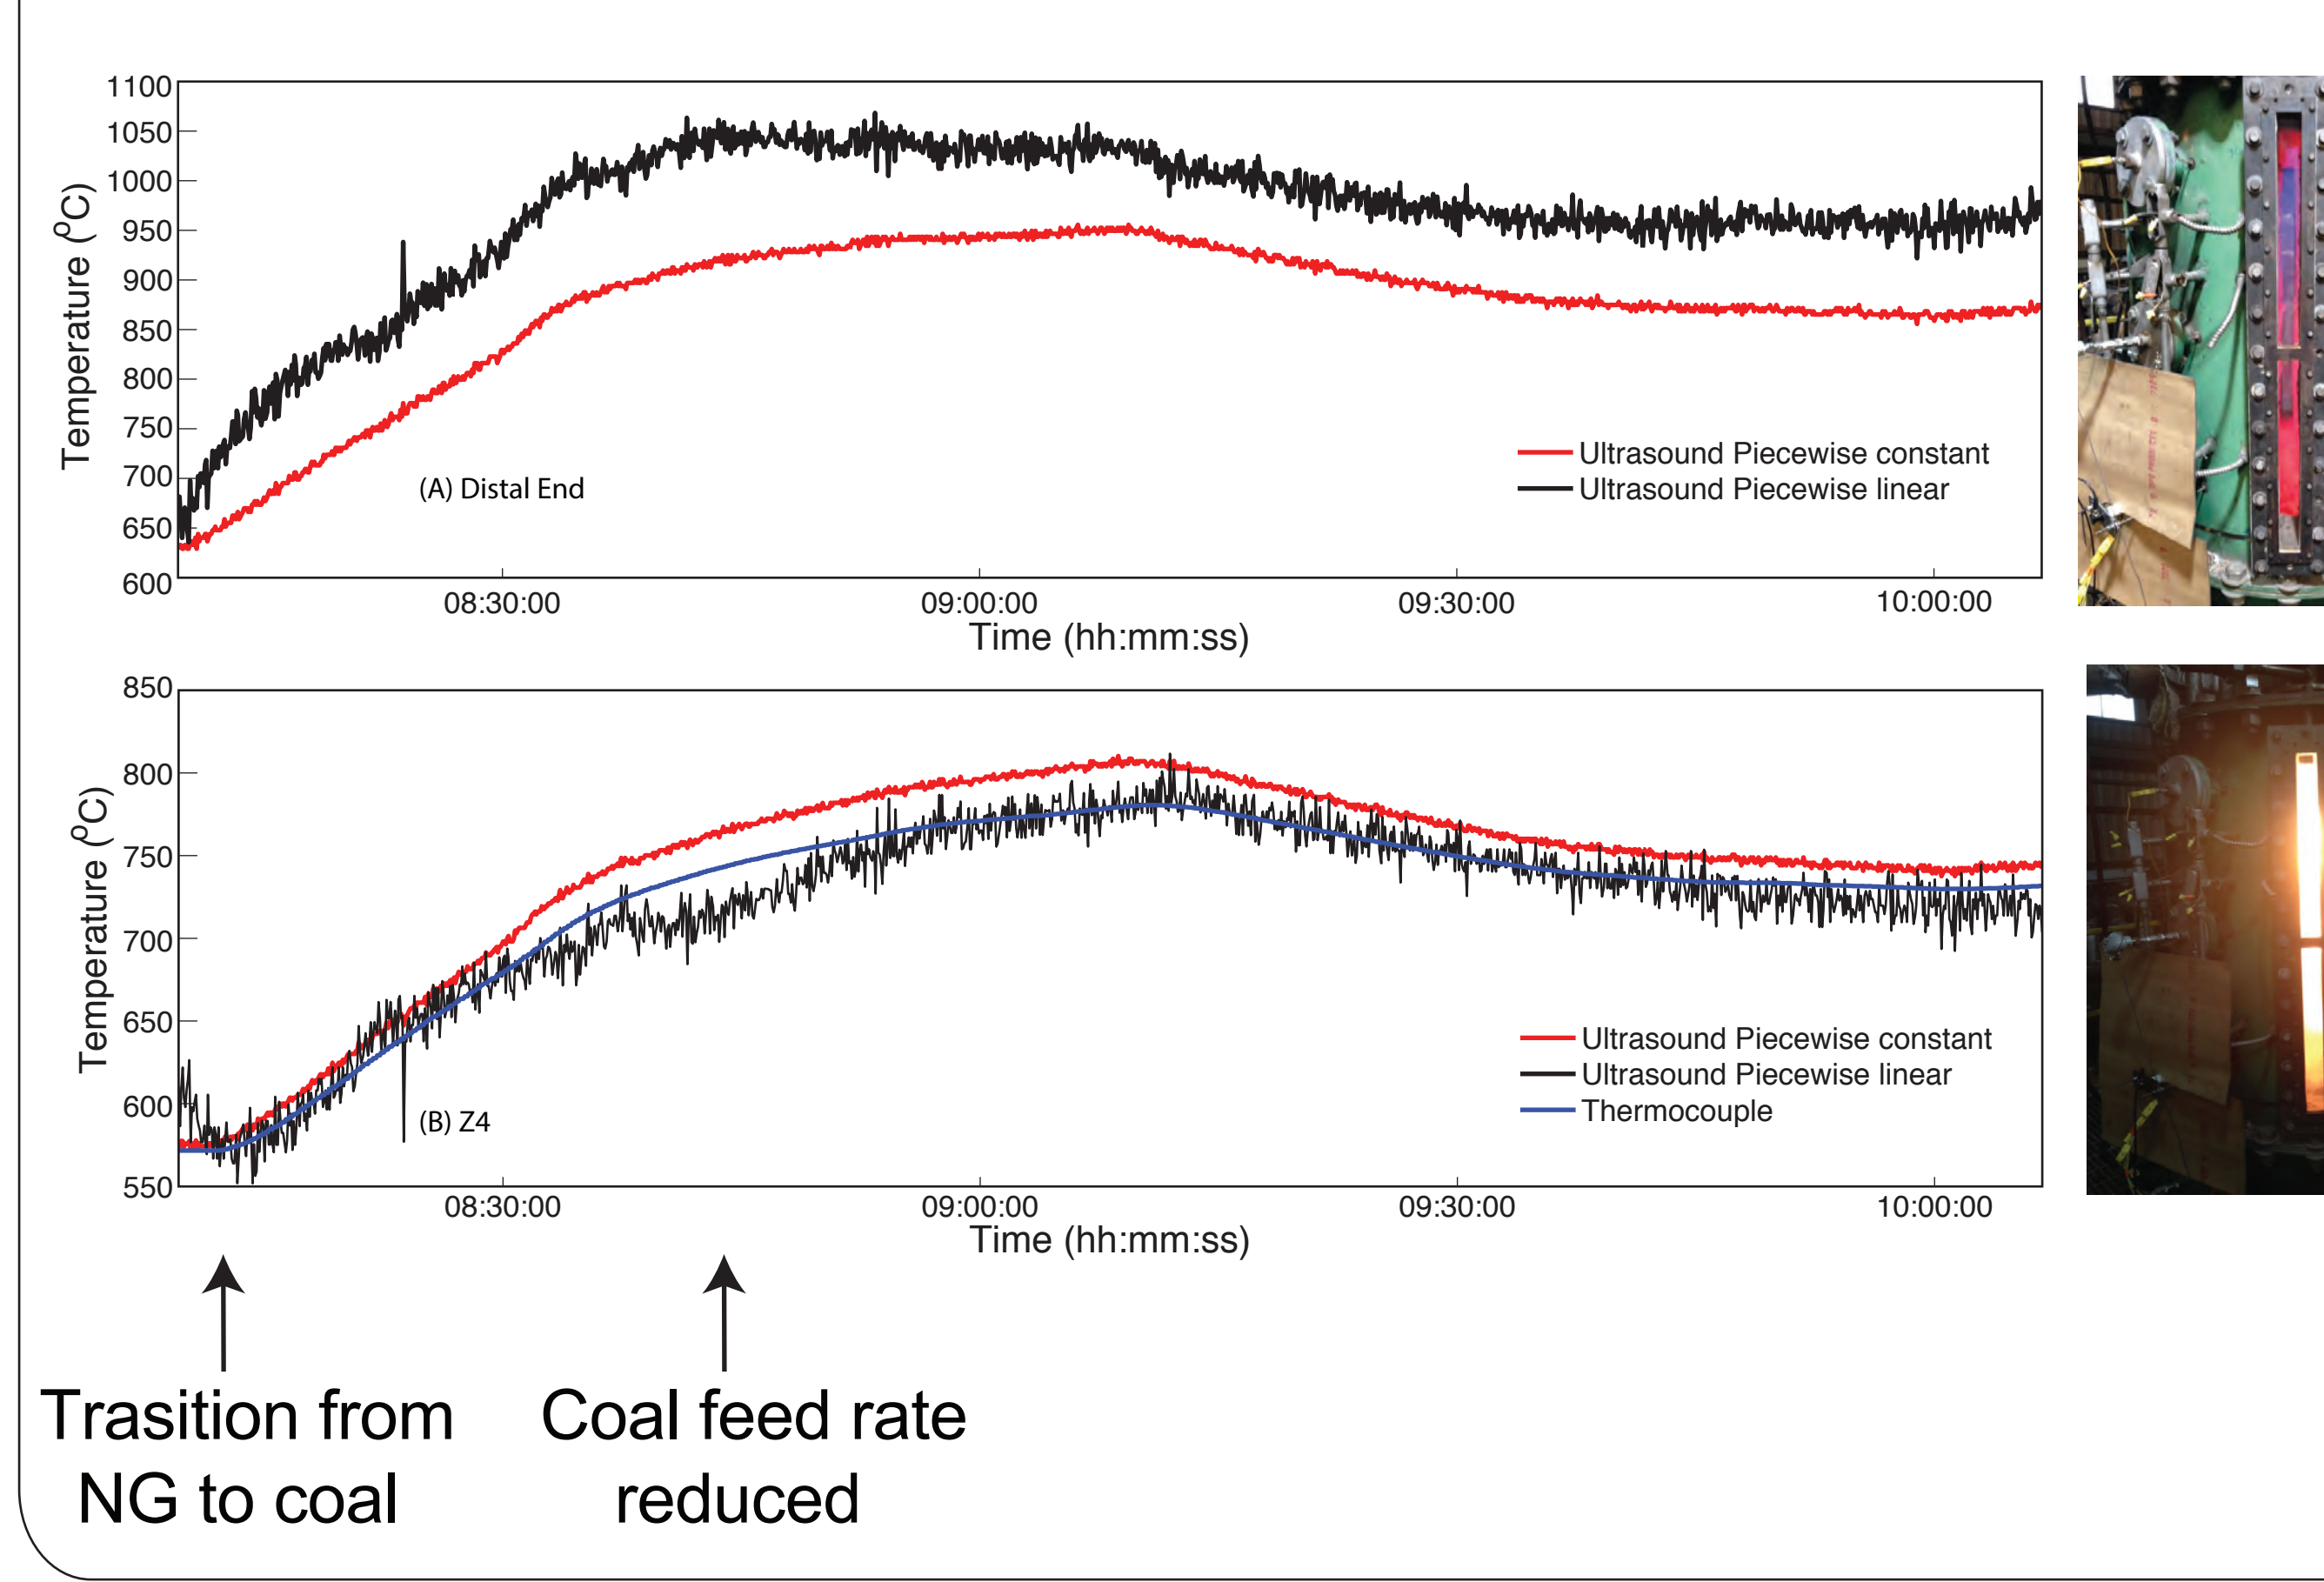 1100
1050
1000
950
900
850
800
750
700
650
600
Temperature (ºC)
(A) Distal End
Ultrasound Piecewise constant
Ultrasound Piecewise linear
08:30:00 09:00:00 09:30:00 10:00:00
Time (hh:mm:ss)
850
800
750
700
650
600
550
Temperature (ºC)
(B) Z4
Ultrasound Piecewise constant
Ultrasound Piecewise linear
Thermocouple
08:30:00 09:00:00 09:30:00 10:00:00
Time (hh:mm:ss)
Trasition from
NG to coal
Coal feed rate
reduced